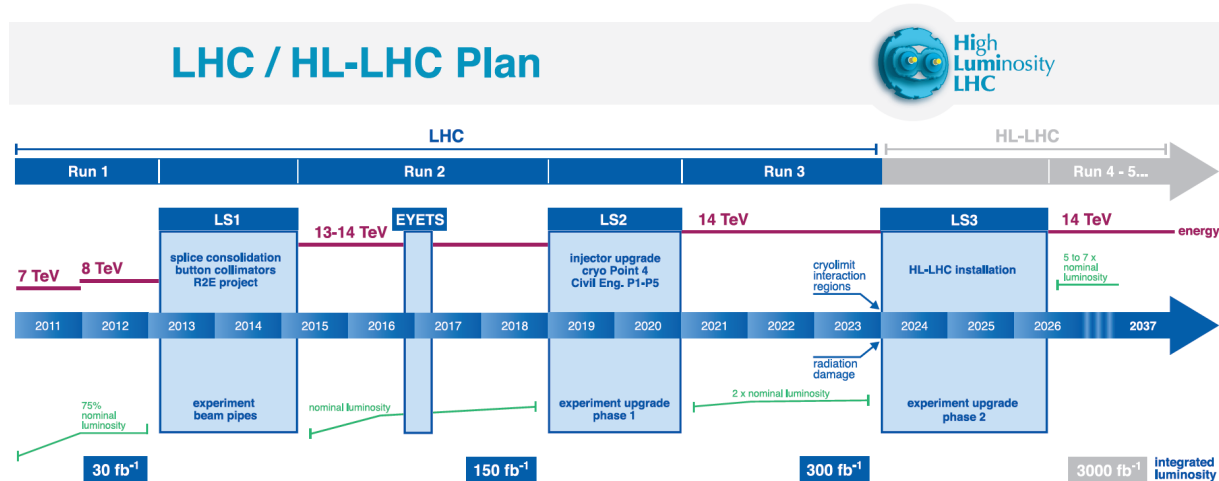 LHC / HL-LHC Plan
High
Luminosity
LHC
LHC
HL-LHC
Run 1
Run 2
Run 3
Run 4 - 5...
LS1
EYETS
LS2
LS3
13-14 TeV
14 TeV
14 TeV
energy
splice consolidation
button collimators
R2E project
injector upgrade
cryo Point 4
Civil Eng. P1-P5
cryolimit
interaction
regions
HL-LHC installation
5 to 7 x
nominal
luminosity
7 TeV
8 TeV
2011
2012
2013
2014
2015
2016
2017
2018
2019
2020
2021
2022
2023
2024
2025
2026
2037
radiation
damage
75%
nominal
luminosity
experiment
beam pipes
nominal luminosity
experiment upgrade
phase 1
2 x nominal luminosity
experiment upgrade
phase 2
30 fb⁻¹
150 fb⁻¹
300 fb⁻¹
3000 fb⁻¹
integrated
luminosity